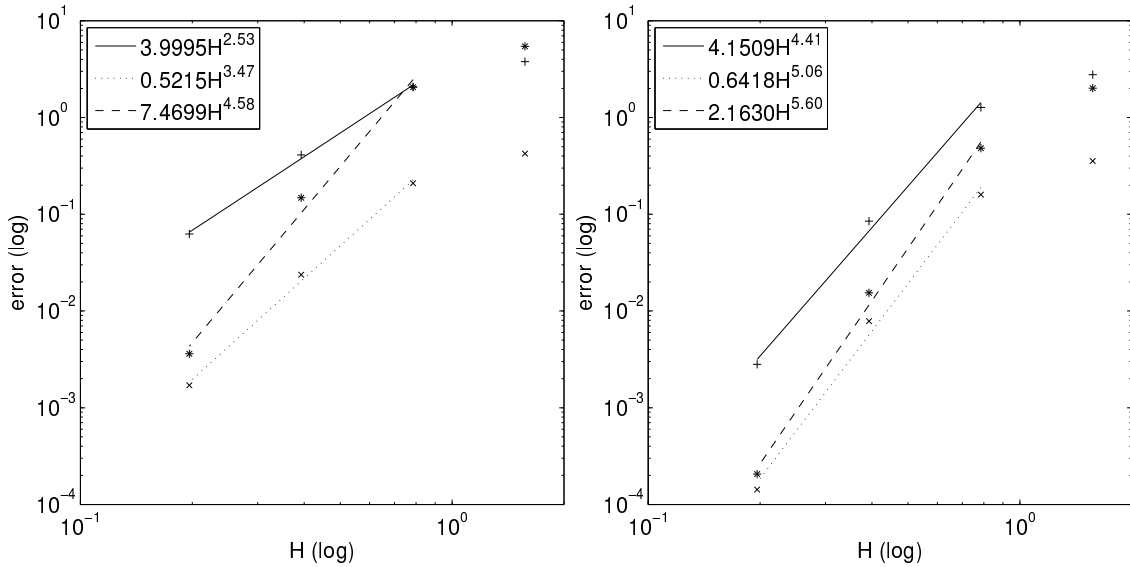 3.9995H^2.53
0.5215H^3.47
7.4699H^4.58
10^1
10^0
10^-1
10^-2
10^-3
10^-4
error (log)
10^-1
10^0
H (log)
4.1509H^4.41
0.6418H^5.06
2.1630H^5.60
10^1
10^0
10^-1
10^-2
10^-3
10^-4
error (log)
10^-1
10^0
H (log)